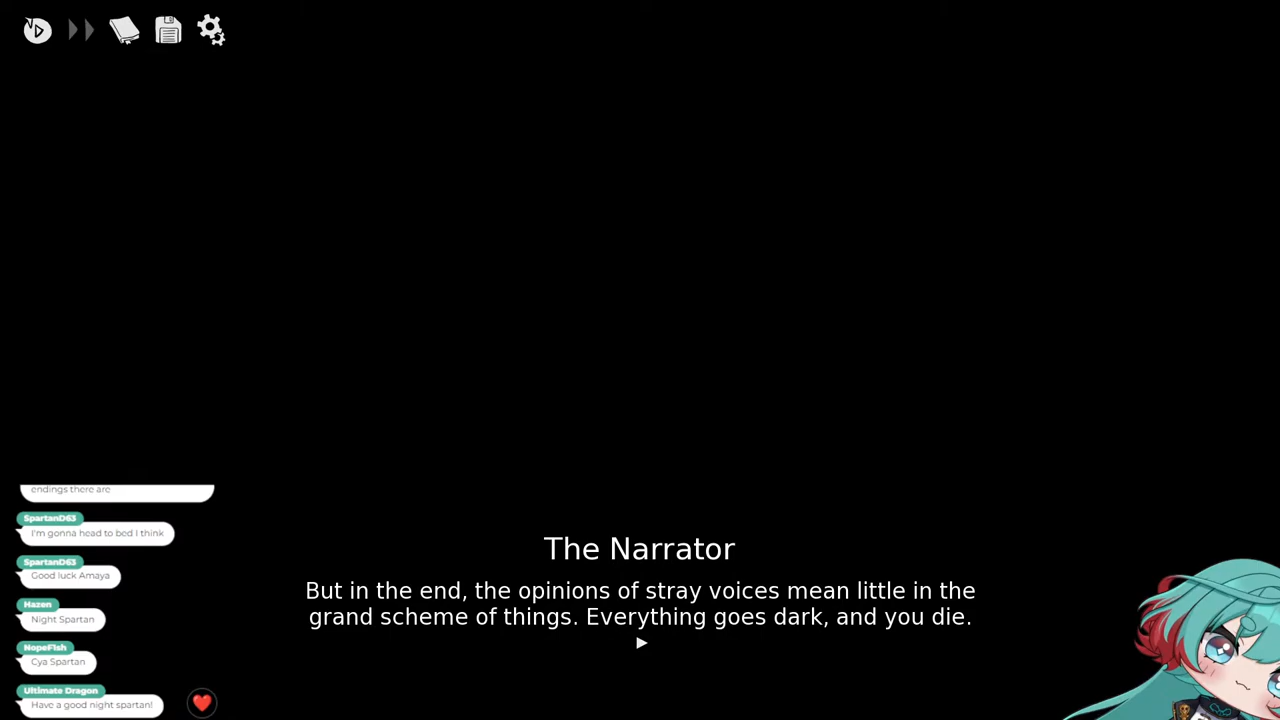 endings there are
SpartanD63
I'm gonna head to bed I think
SpartanD63
Good luck Amaya
Hazen
Night Spartan
NopeF1sh
Cya Spartan
Ultimate Dragon
Have a good night spartan!
The Narrator
But in the end, the opinions of stray voices mean little in the
grand scheme of things. Everything goes dark, and you die.